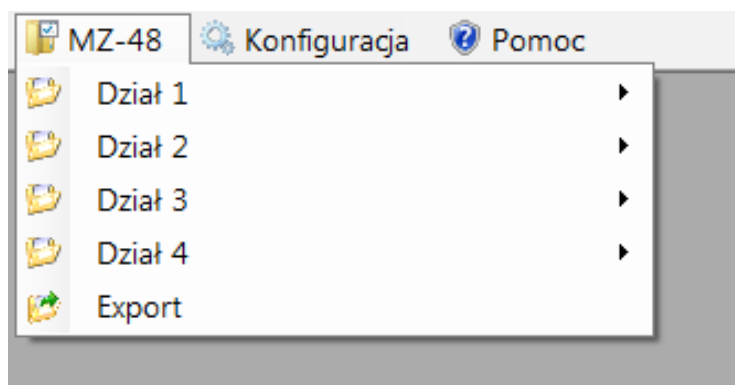 MZ-48 Konfiguracja Pomoc
Dział 1
Dział 2
Dział 3
Dział 4
Export